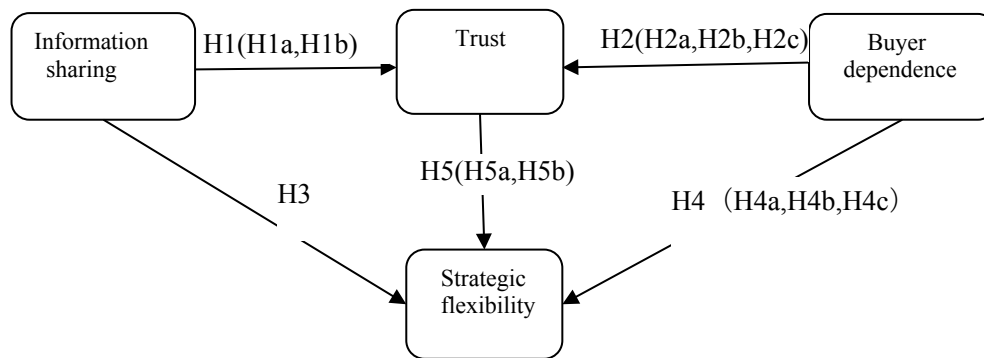 Information
sharing
H1(H1a,H1b)
Trust
H2(H2a,H2b,H2c)
Buyer
dependence
H5(H5a,H5b)
H3
H4（H4a,H4b,H4c）
Strategic
flexibility